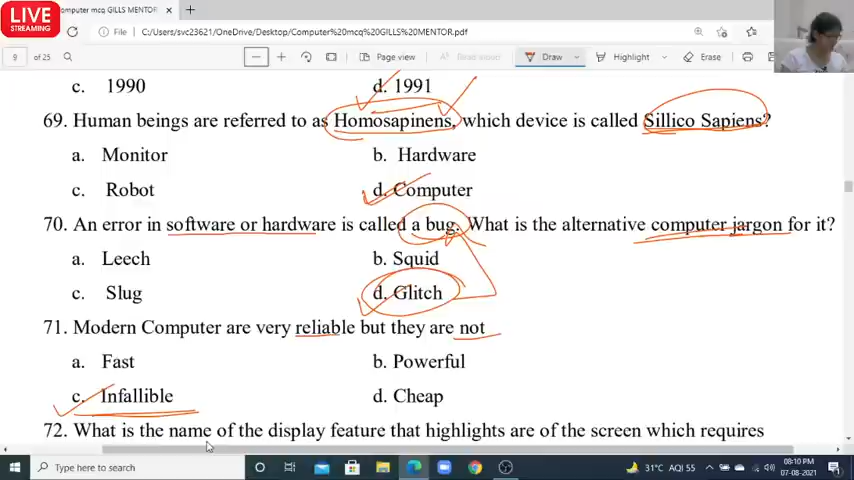 LIVE
STREAMING
Computer mcq GILLS MENTOR.pdf
File
C:/Users/svc23621/OneDrive/Desktop/Computer%20mcq%20GILLS%20MENTOR.pdf
9 of 25
Page view
Read aloud
Draw
Highlight
Erase
c. 1990 d. 1991
69. Human beings are referred to as Homosapinens, which device is called Sillico Sapiens?
a. Monitor b. Hardware
c. Robot d. Computer
70. An error in software or hardware is called a bug. What is the alternative computer jargon for it?
a. Leech b. Squid
c. Slug d. Glitch
71. Modern Computer are very reliable but they are not
a. Fast b. Powerful
c. Infallible d. Cheap
72. What is the name of the display feature that highlights are of the screen which requires
Type here to search
31°C AQI 55
08:10 PM
07-08-2021